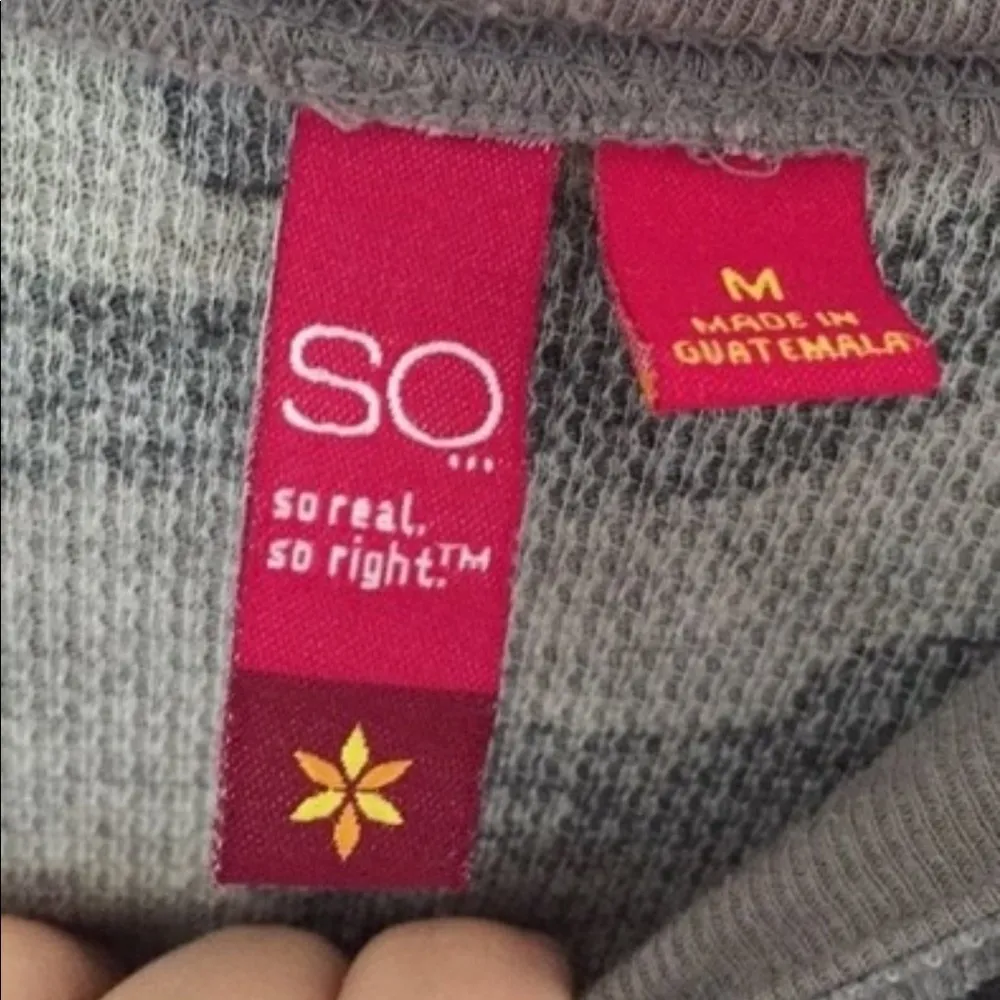 SO
...
so real.
so right.™
M
MADE IN
GUATEMALA